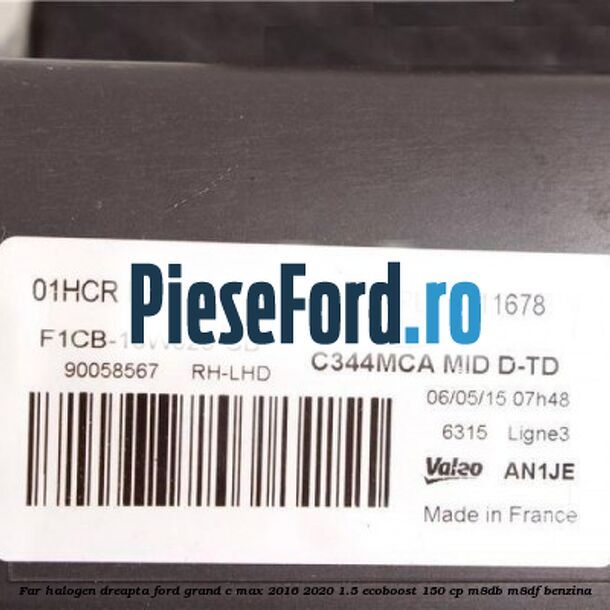 01HCR 11678
PieseFord.ro
F1CB-
C344MCA MID D-TD
90058567 RH-LHD
06/05/15 07h48
6315 Ligne3
Valeo AN1JE
Made in France
Far halogen dreapta ford grand c max 2016 2020 1.5 ecoboost 150 cp m8db m8df benzina